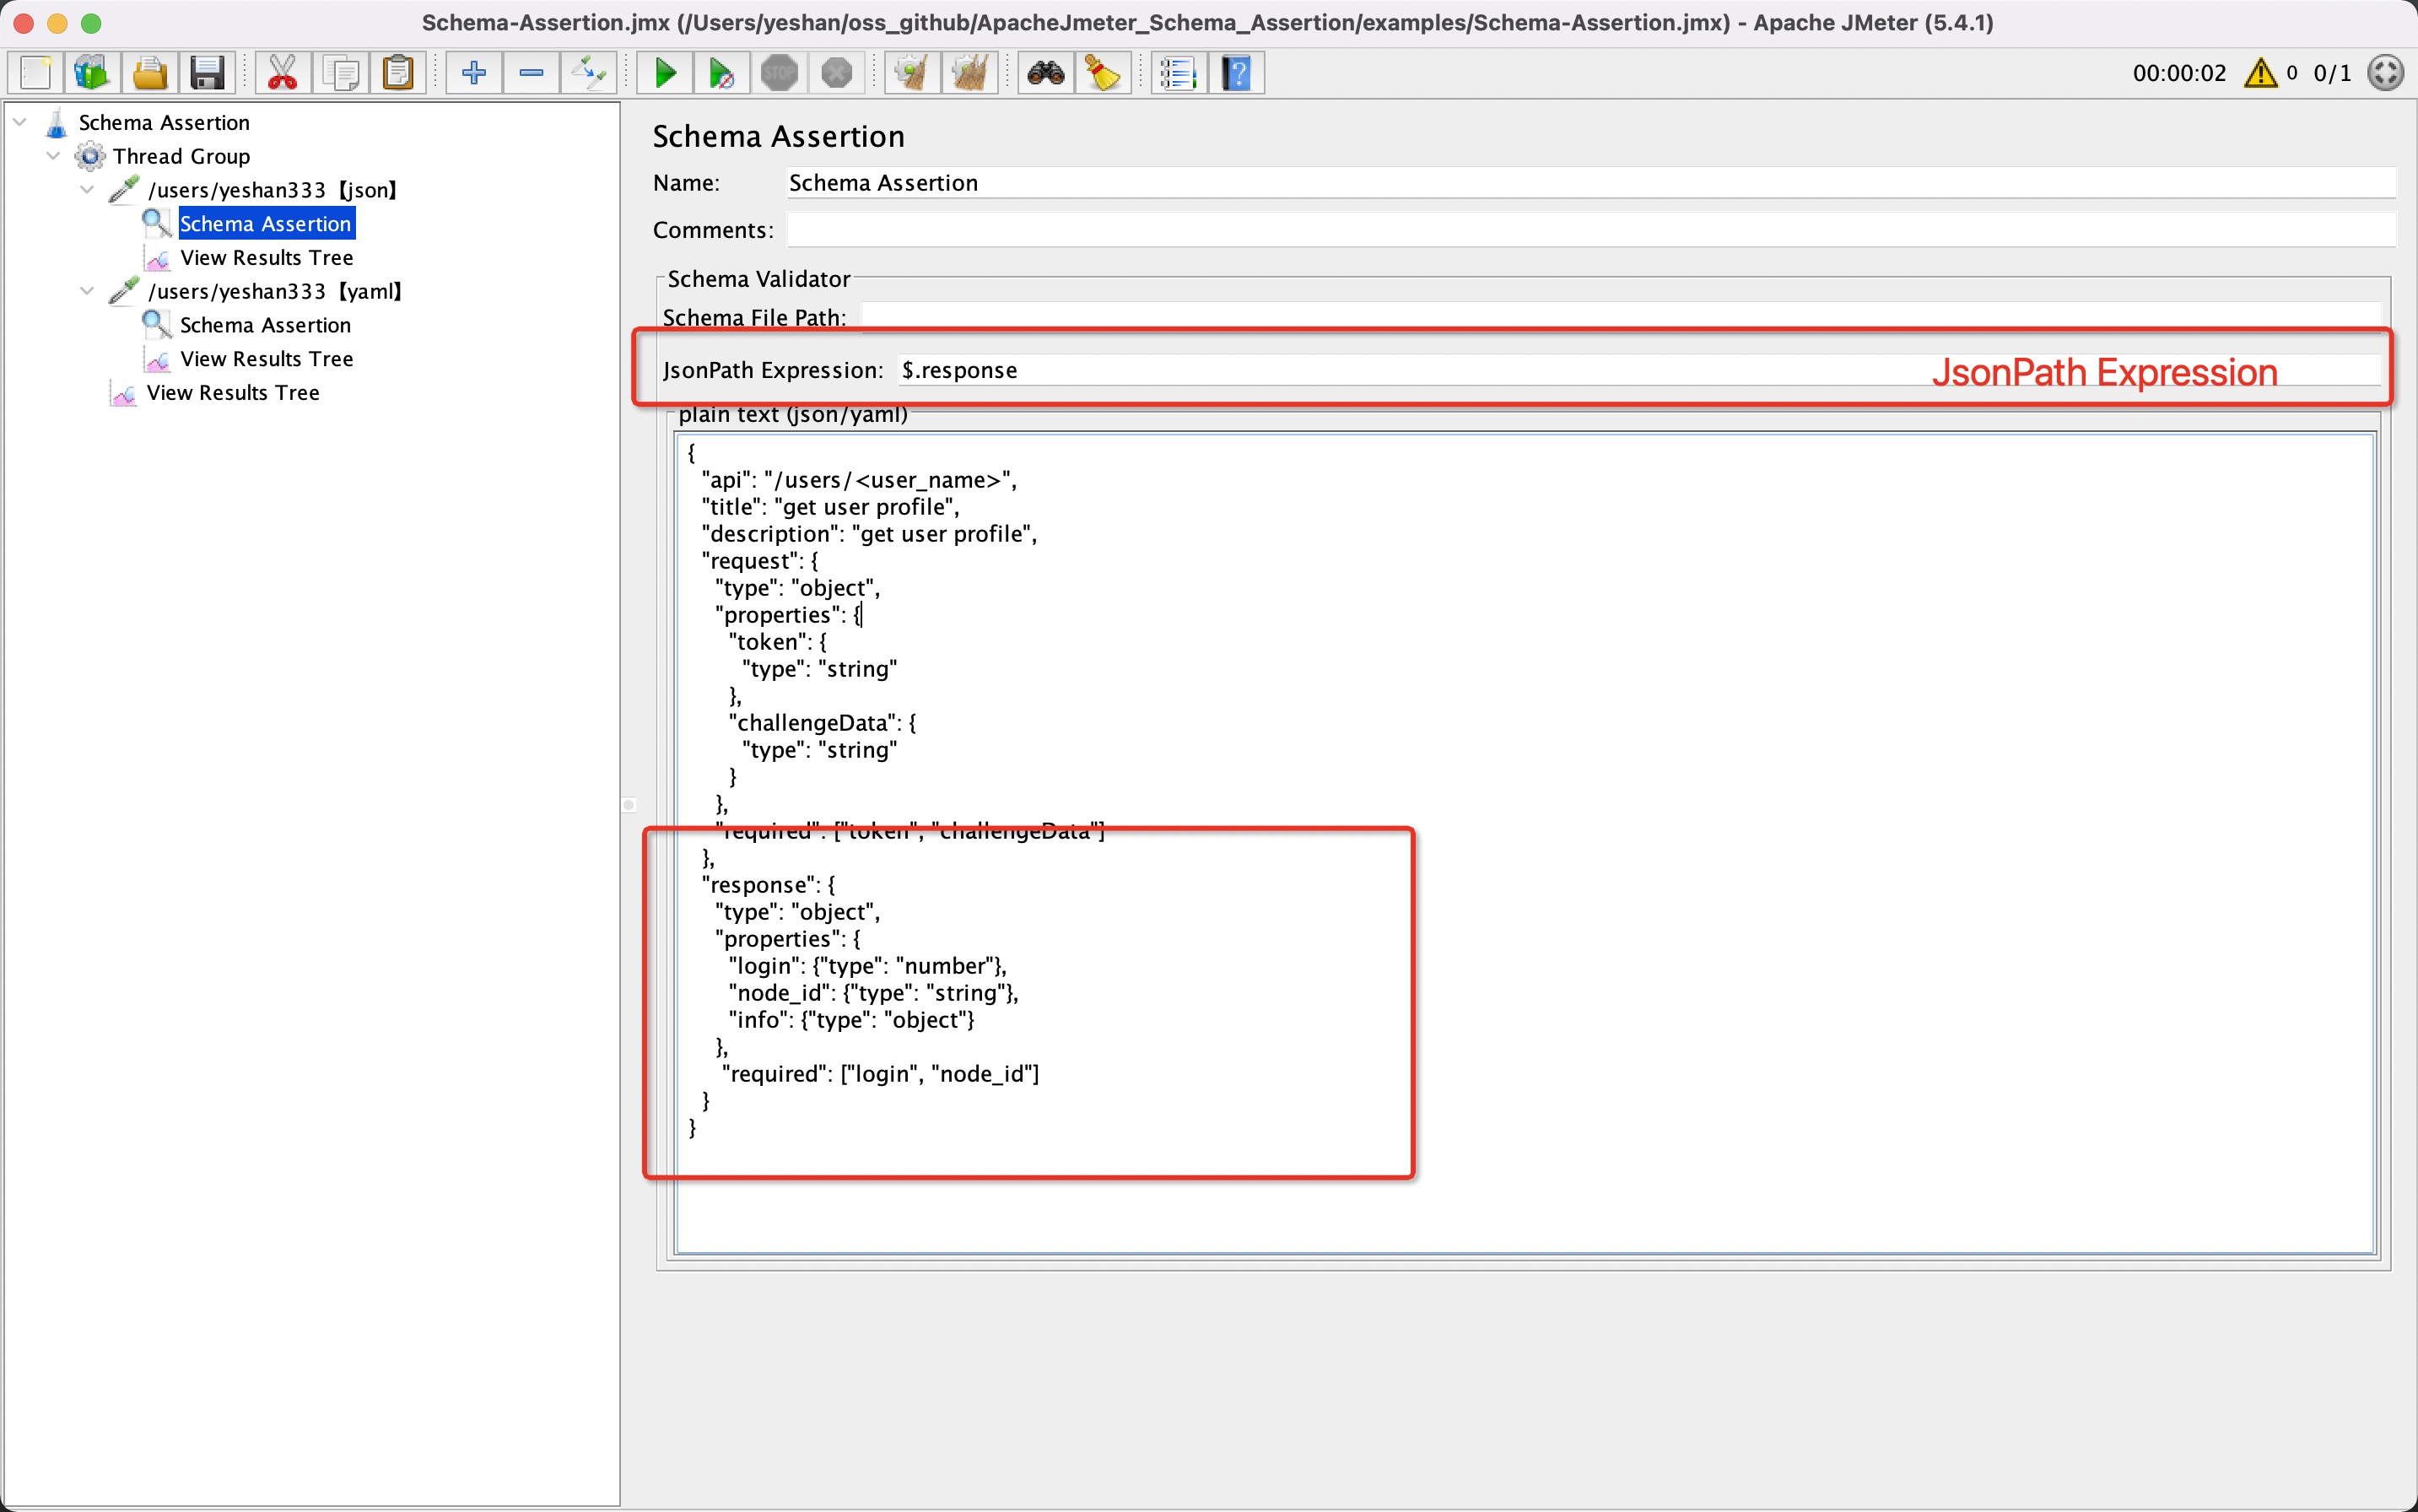 Schema-Assertion.jmx (/Users/yeshan/oss_github/ApacheJmeter_Schema_Assertion/examples/Schema-Assertion.jmx) - Apache JMeter (5.4.1)
STOP
?
00:00:02 0 0/1
Schema Assertion
Thread Group
/users/yeshan333【json】
Schema Assertion
View Results Tree
/users/yeshan333【yaml】
Schema Assertion
View Results Tree
View Results Tree
Schema Assertion
Name: Schema Assertion
Comments:
Schema Validator
Schema File Path:
JsonPath Expression: $.response JsonPath Expression
plain text (json/yaml)
{
"api": "/users/<user_name>",
"title": "get user profile",
"description": "get user profile",
"request": {
"type": "object",
"properties": {
"token": {
"type": "string"
},
"challengeData": {
"type": "string"
}
},
"required": ["token", "challengeData"]
},
"response": {
"type": "object",
"properties": {
"login": {"type": "number"},
"node_id": {"type": "string"},
"info": {"type": "object"}
},
"required": ["login", "node_id"]
}
}